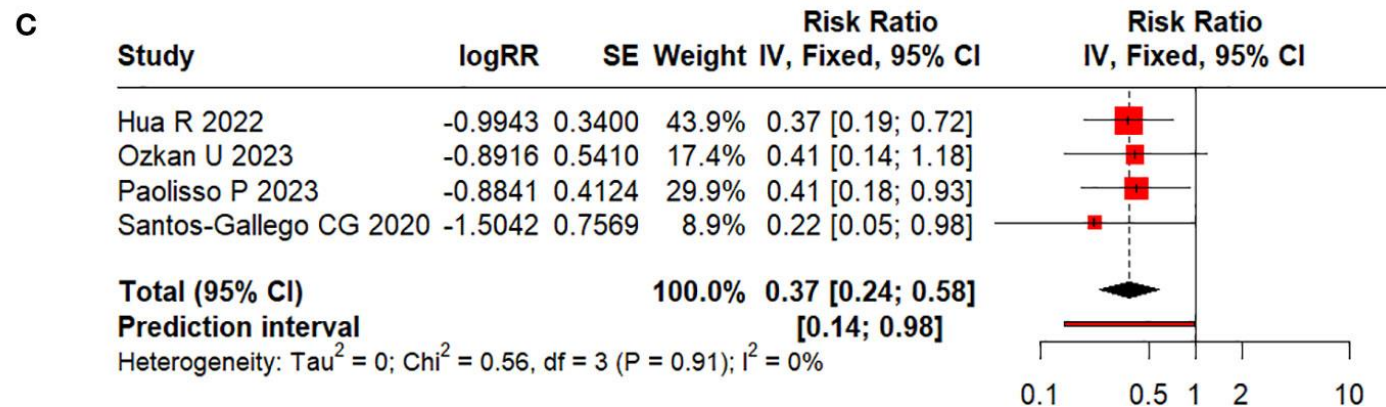 C
Risk Ratio Risk Ratio
Study logRR SE Weight IV, Fixed, 95% CI IV, Fixed, 95% CI
Hua R 2022 -0.9943 0.3400 43.9% 0.37 [0.19; 0.72]
Ozkan U 2023 -0.8916 0.5410 17.4% 0.41 [0.14; 1.18]
Paolisso P 2023 -0.8841 0.4124 29.9% 0.41 [0.18; 0.93]
Santos-Gallego CG 2020 -1.5042 0.7569 8.9% 0.22 [0.05; 0.98]
Total (95% CI) 100.0% 0.37 [0.24; 0.58]
Prediction interval [0.14; 0.98]
Heterogeneity: Tau² = 0; Chi² = 0.56, df = 3 (P = 0.91); I² = 0%
0.1 0.5 1 2 10